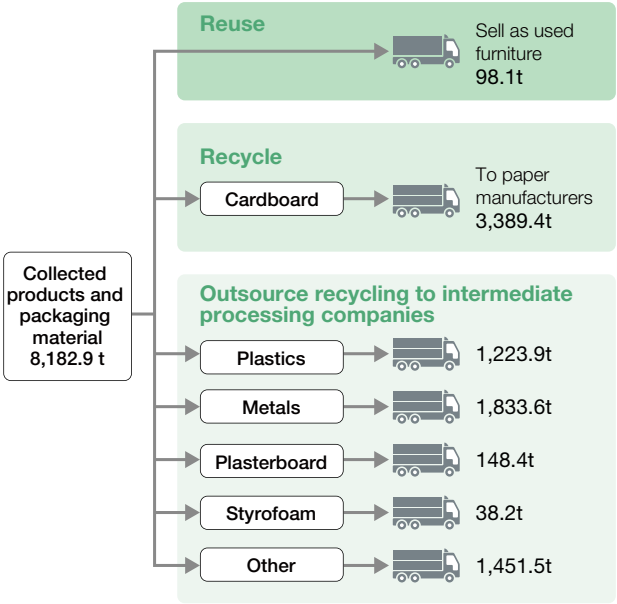 Reuse
Sell as used
furniture
98.1t
Recycle
Cardboard
To paper
manufacturers
3,389.4t
Collected
products and
packaging
material
8,182.9 t
Outsource recycling to intermediate
processing companies
Plastics
1,223.9t
Metals
1,833.6t
Plasterboard
148.4t
Styrofoam
38.2t
Other
1,451.5t